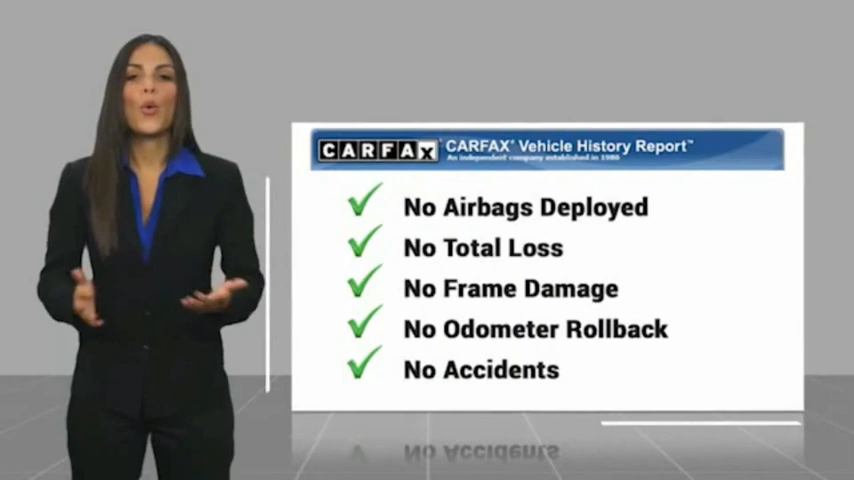 CARFAX CARFAX® Vehicle History Report™
An independent company established in 1986
No Airbags Deployed
No Total Loss
No Frame Damage
No Odometer Rollback
No Accidents
No Accidents